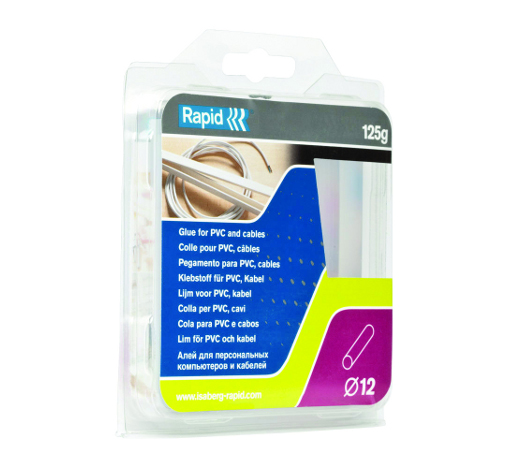 Rapid
125g
Glue for PVC and cables
Colle pour PVC, câbles
Pegamento para PVC, cables
Klebstoff für PVC, Kabel
Lijm voor PVC, kabel
Colla per PVC, cavi
Cola para PVC e cabos
Lim för PVC och kabel
Алей для персональных
компьютеров и кабелей
www.isaberg-rapid.com
Ø12